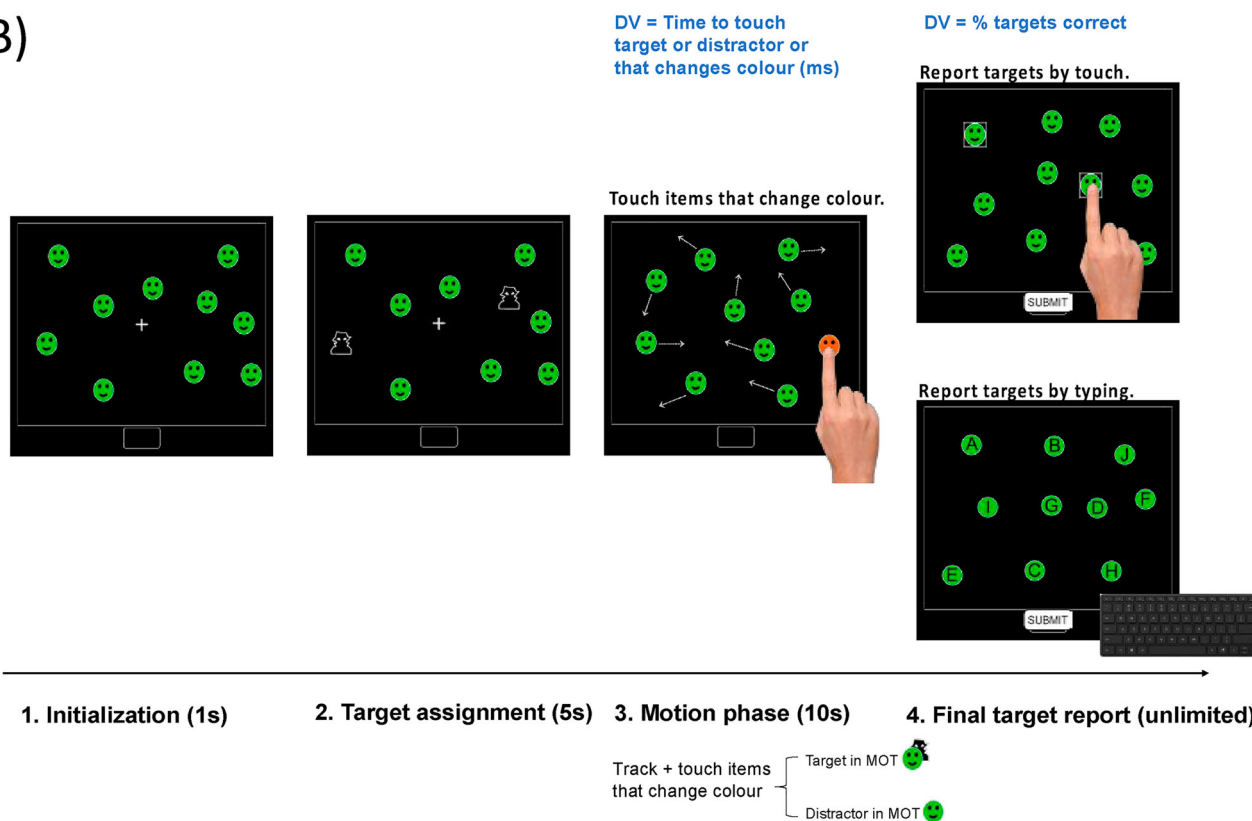 B)
DV = Time to touch
target or distractor or
that changes colour (ms)
DV = % targets correct
Report targets by touch.
Touch items that change colour.
SUBMIT
Report targets by typing.
A
B
J
I
G
D
F
E
C
H
SUBMIT
1. Initialization (1s)
2. Target assignment (5s)
3. Motion phase (10s)
4. Final target report (unlimited)
Track + touch items
that change colour
Target in MOT
Distractor in MOT